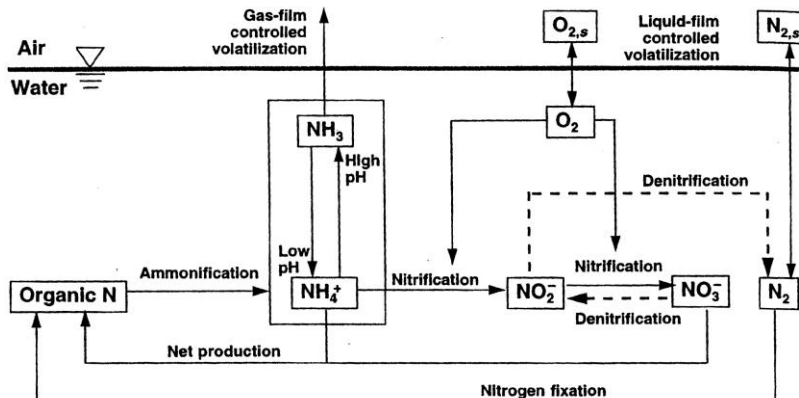 Gas-film
controlled
volatilization
O2,s
Liquid-film
controlled
volatilization
N2,s
Air
Water
NH3
O2
High
pH
Denitrification
Low
pH
Ammonification
Nitrification
Nitrification
Organic N
NH4+
NO2−
NO3−
N2
Denitrification
Net production
Nitrogen fixation